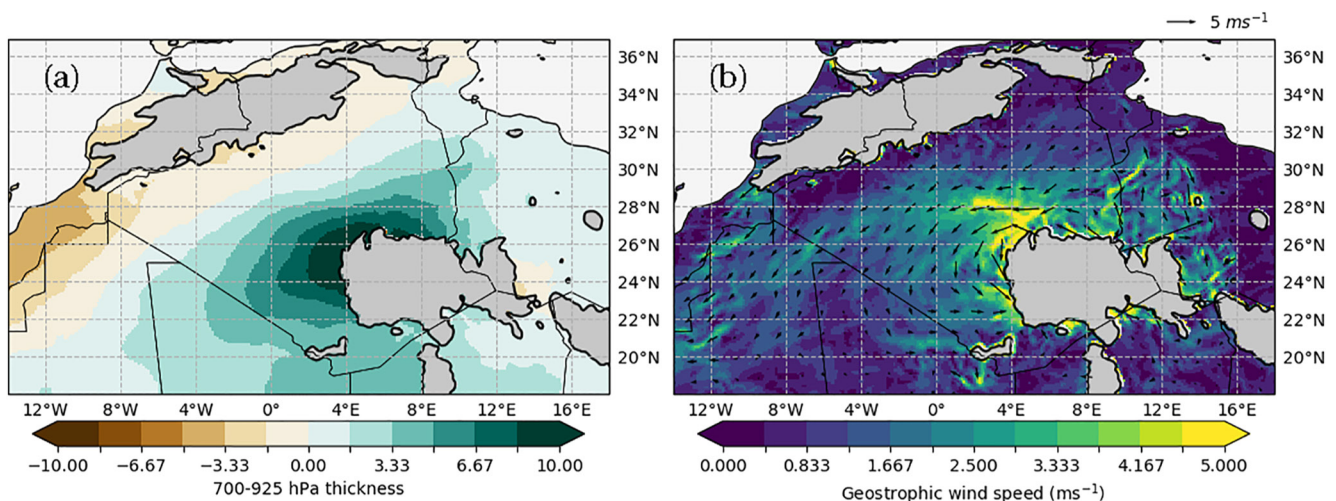 5 ms⁻¹
(a)
36°N
34°N
32°N
30°N
28°N
26°N
24°N
22°N
20°N
12°W 8°W 4°W 0° 4°E 8°E 12°E 16°E
−10.00 −6.67 −3.33 0.00 3.33 6.67 10.00
700-925 hPa thickness
(b)
36°N
34°N
32°N
30°N
28°N
26°N
24°N
22°N
20°N
12°W 8°W 4°W 0° 4°E 8°E 12°E 16°E
0.000 0.833 1.667 2.500 3.333 4.167 5.000
Geostrophic wind speed (ms⁻¹)